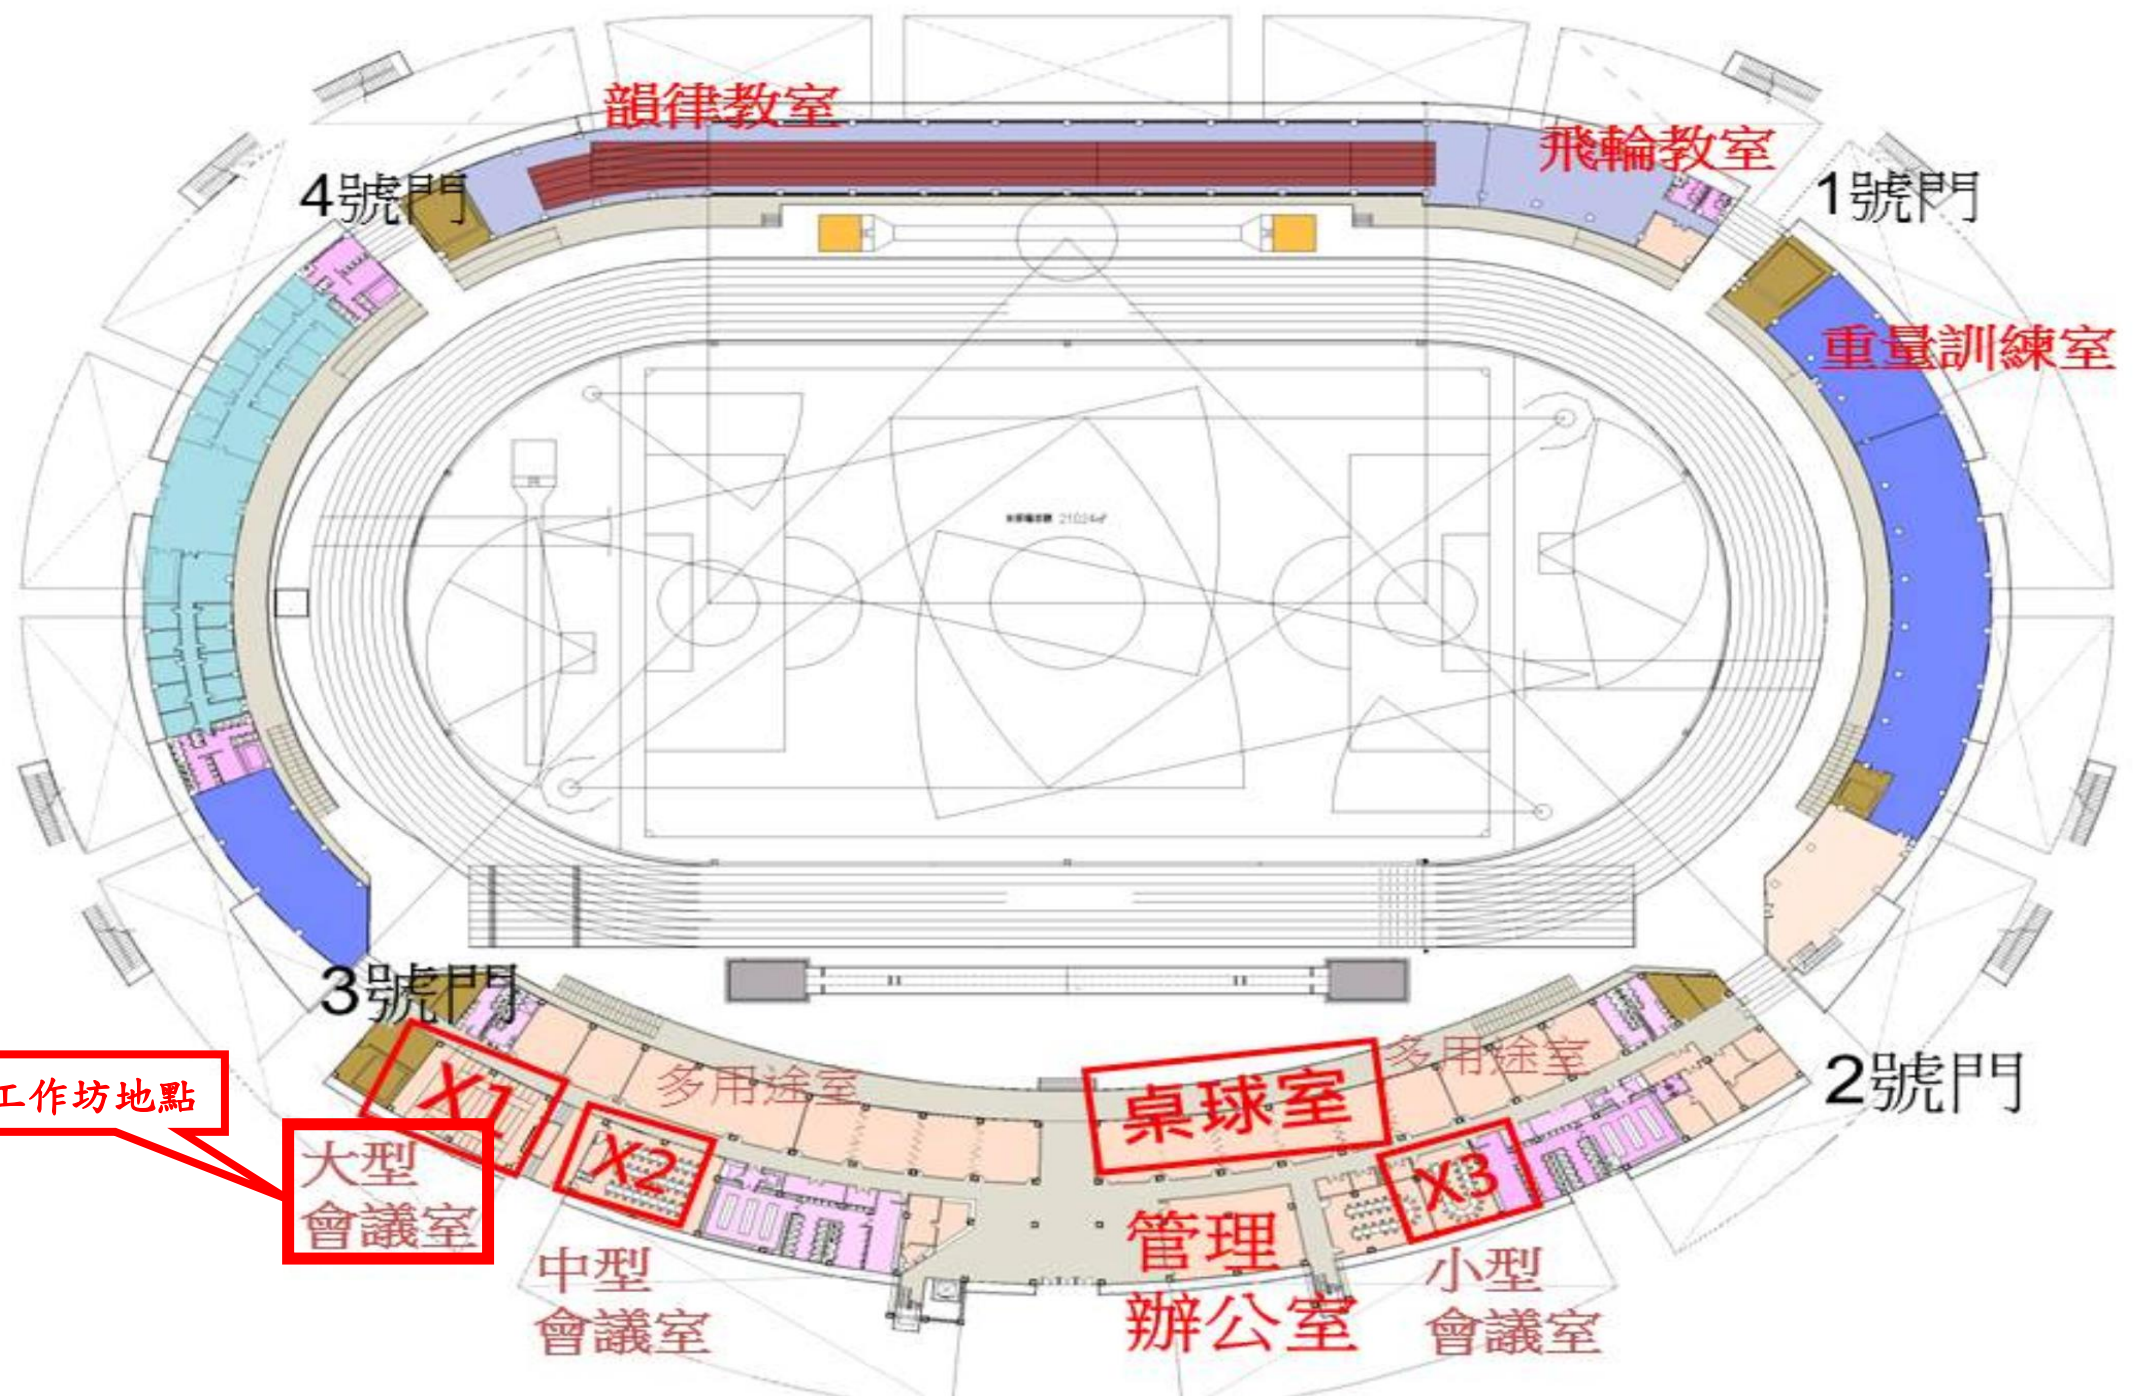 韻律教室
飛輪教室
4號門
1號門
重量訓練室
21024㎡
3號門
多用途室
多用途室
桌球室
2號門
X1
X2
X3
工作坊地點
大型
會議室
中型
會議室
管理
辦公室
小型
會議室